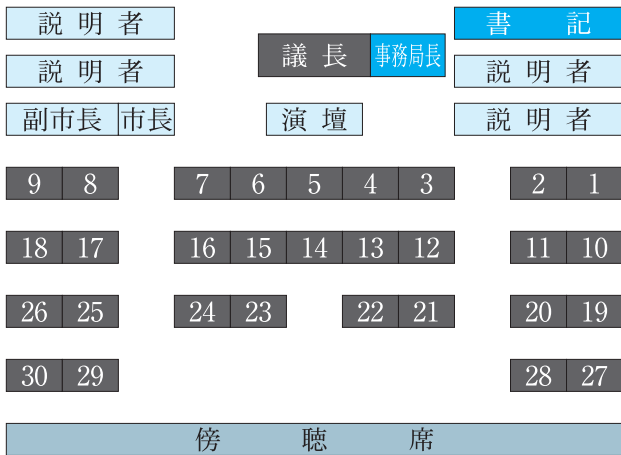 説明者 書記
議長 事務局長
説明者 説明者
副市長 市長 演壇 説明者
9 8 7 6 5 4 3 2 1
18 17 16 15 14 13 12 11 10
26 25 24 23 22 21 20 19
30 29 28 27
傍聴席